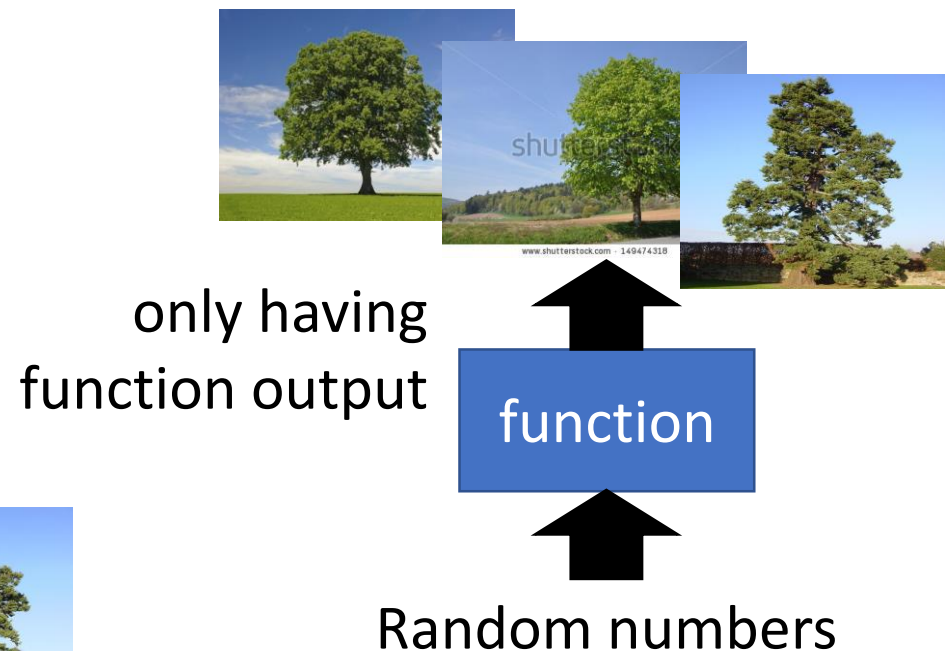 shutterstock
www.shutterstock.com · 149474318
only having
function output
function
Random numbers